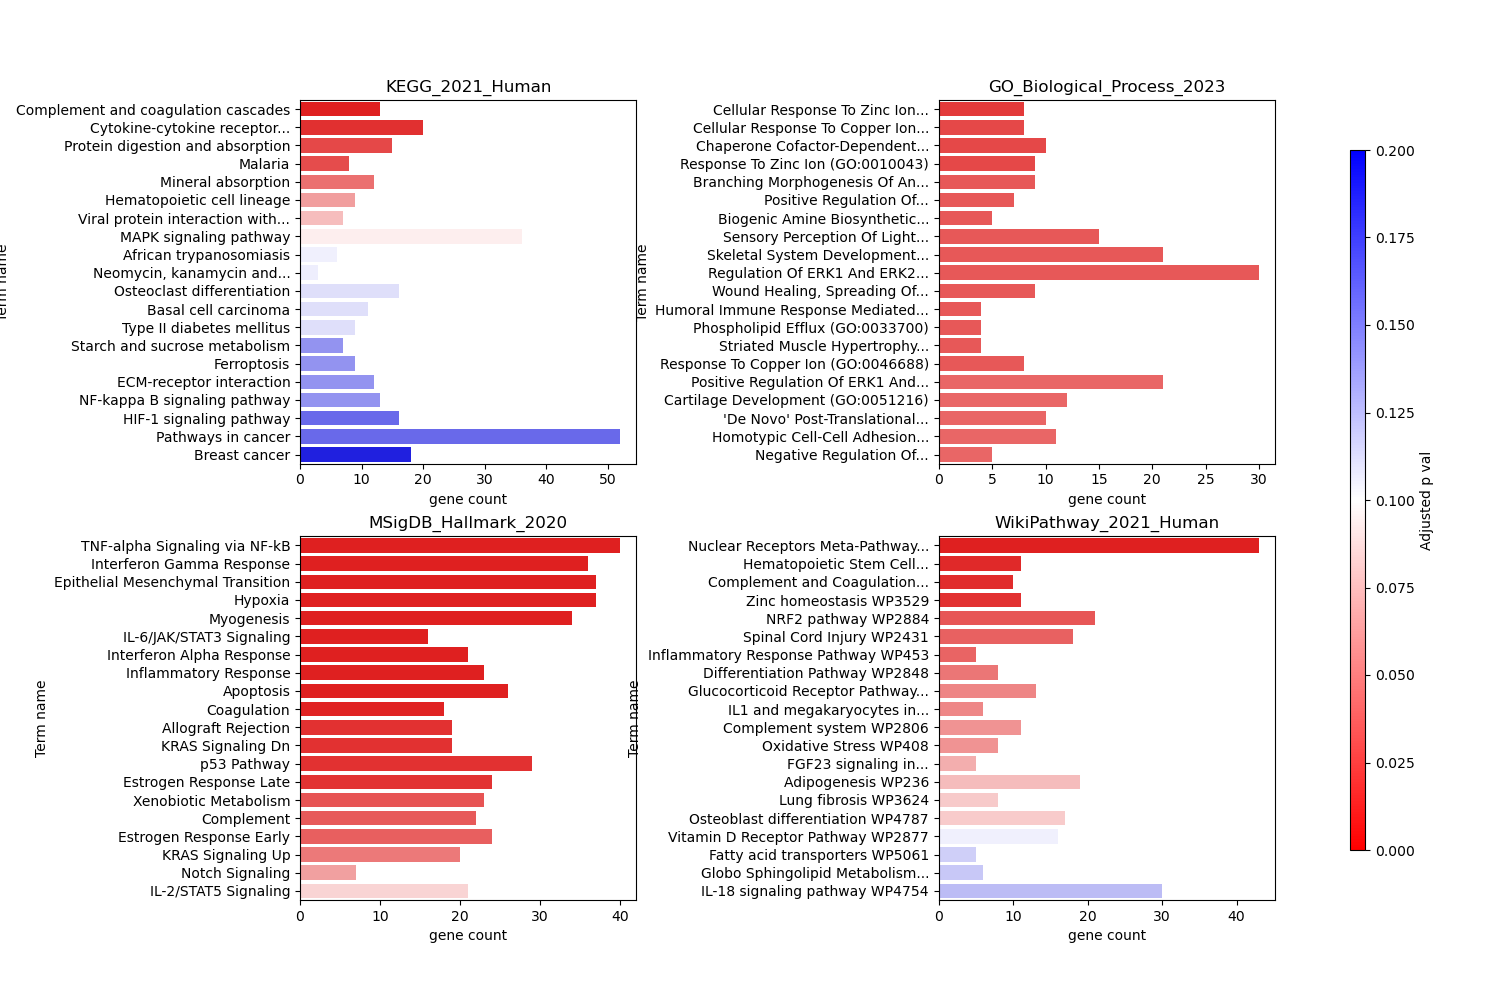 KEGG_2021_Human
Complement and coagulation cascades
Cytokine-cytokine receptor...
Protein digestion and absorption
Malaria
Mineral absorption
Hematopoietic cell lineage
Viral protein interaction with...
MAPK signaling pathway
African trypanosomiasis
Neomycin, kanamycin and...
Osteoclast differentiation
Basal cell carcinoma
Type II diabetes mellitus
Starch and sucrose metabolism
Ferroptosis
ECM-receptor interaction
NF-kappa B signaling pathway
HIF-1 signaling pathway
Pathways in cancer
Breast cancer
Term name
0 10 20 30 40 50
gene count
GO_Biological_Process_2023
Cellular Response To Zinc Ion...
Cellular Response To Copper Ion...
Chaperone Cofactor-Dependent...
Response To Zinc Ion (GO:0010043)
Branching Morphogenesis Of An...
Positive Regulation Of...
Biogenic Amine Biosynthetic...
Sensory Perception Of Light...
Skeletal System Development...
Regulation Of ERK1 And ERK2...
Wound Healing, Spreading Of...
Humoral Immune Response Mediated...
Phospholipid Efflux (GO:0033700)
Striated Muscle Hypertrophy...
Response To Copper Ion (GO:0046688)
Positive Regulation Of ERK1 And...
Cartilage Development (GO:0051216)
'De Novo' Post-Translational...
Homotypic Cell-Cell Adhesion...
Negative Regulation Of...
Term name
0 5 10 15 20 25 30
gene count
MSigDB_Hallmark_2020
TNF-alpha Signaling via NF-kB
Interferon Gamma Response
Epithelial Mesenchymal Transition
Hypoxia
Myogenesis
IL-6/JAK/STAT3 Signaling
Interferon Alpha Response
Inflammatory Response
Apoptosis
Coagulation
Allograft Rejection
KRAS Signaling Dn
p53 Pathway
Estrogen Response Late
Xenobiotic Metabolism
Complement
Estrogen Response Early
KRAS Signaling Up
Notch Signaling
IL-2/STAT5 Signaling
Term name
0 10 20 30 40
gene count
WikiPathway_2021_Human
Nuclear Receptors Meta-Pathway...
Hematopoietic Stem Cell...
Complement and Coagulation...
Zinc homeostasis WP3529
NRF2 pathway WP2884
Spinal Cord Injury WP2431
Inflammatory Response Pathway WP453
Differentiation Pathway WP2848
Glucocorticoid Receptor Pathway...
IL1 and megakaryocytes in...
Complement system WP2806
Oxidative Stress WP408
FGF23 signaling in...
Adipogenesis WP236
Lung fibrosis WP3624
Osteoblast differentiation WP4787
Vitamin D Receptor Pathway WP2877
Fatty acid transporters WP5061
Globo Sphingolipid Metabolism...
IL-18 signaling pathway WP4754
Term name
0 10 20 30 40
gene count
0.200
0.175
0.150
0.125
0.100
0.075
0.050
0.025
0.000
Adjusted p val